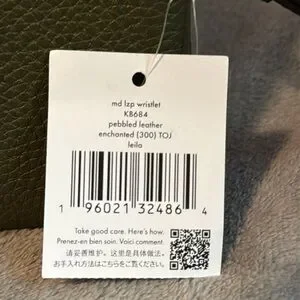 md lzp wristlet
KB684
pebbled leather
enchanted (300) TOJ
leila
1 96021 32486 4
Take good care. Here's how.
Prenez-en bien soin. Voici comment.
请妥善维护。这里是具体做法。
お手入れ方法はこちらをご覧ください。